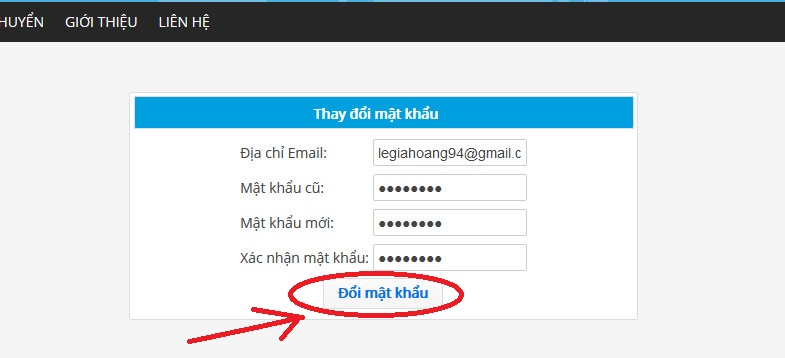 HUYỂN GIỚI THIỆU LIÊN HỆ
Thay đổi mật khẩu
Địa chỉ Email: legiahoang94@gmail.c
Mật khẩu cũ: ●●●●●●●●
Mật khẩu mới: ●●●●●●●●
Xác nhận mật khẩu: ●●●●●●●●
Đổi mật khẩu